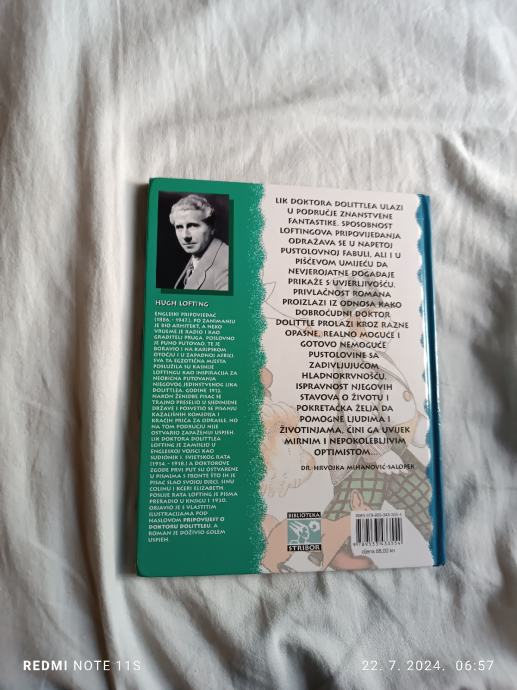 HUGH LOFTING
ENGLESKI PRIPOVJEDAČ
(1886. - 1947.). PO ZANIMANJU
JE BIO ARHITEKT, A NEKO
VRIJEME JE RADIO I KAO
GRADITELJ PRUGA. POSLOVNO
JE PUNO PUTOVAO, TE JE
BORAVIO I NA KARIPSKOM
OTOČJU I U ZAPADNOJ AFRICI.
SVA TA EGZOTIČNA MJESTA
POSLUŽILA SU KASNIJE
LOFTINGU KAO INSPIRACIJA ZA
NEOBIČNA PUTOVANJA
NJEGOVOG JEDINSTVENOG LIKA
DOLITTLEA. GODINE 1912.
NAKON ŽENIDBE PISAC SE
TRAJNO PRESELIO U SJEDINJENE
DRŽAVE I POSVETIO SE PISANJU
KAZALIŠNIH KOMEDIJA I
KRAĆIH PRIČA ZA ODRASLE. NO
NA TOM PODRUČJU NIJE
OSTVARIO ZAPAŽENIJI USPJEH.
LIK DOKTORA DOLITTLEA
LOFTING JE ZAMISLIO U
ENGLESKOJ VOJSCI KAO
SUDIONIK I. SVJETSKOG RATA
(1914. - 1918.) A DOKTOROVE
ZGODE PRVI PUT SU OSTVARENE
U PISMIMA S FRONTE ŠTO IH JE
PISAC SLAO SVOJOJ DJECI, SINU
COLINU I KĆERI ELIZABETH.
POSLIJE RATA LOFTING JE PISMA
PRERADIO U KNJIGU I 1920.
OBJAVIO JE S VLASTITIM
ILUSTRACIJAMA POD
NASLOVOM PRIPOVIJEST O
DOKTORU DOLITTLEU, A
ROMAN JE DOŽIVIO GOLEM
USPJEH.
LIK DOKTORA DOLITTLEA ULAZI
U PODRUČJE ZNANSTVENE
FANTASTIKE. SPOSOBNOST
LOFTINGOVA PRIPOVIJEDANJA
ODRAŽAVA SE U NAPETOJ
PUSTOLOVNOJ FABULI, ALI I U
PIŠČEVOM UMIJEĆU DA
NEVJEROJATNE DOGAĐAJE
PRIKAŽE S UVJERLJIVOŠĆU.
PRIVLAČNOST ROMANA
PROIZLAZI IZ ODNOSA KAKO
DOBROĆUDNI DOKTOR
DOLITTLE PROLAZI KROZ RAZNE
OPASNE, REALNO MOGUĆE I
GOTOVO NEMOGUĆE
PUSTOLOVINE SA
ZADIVLJUJUĆOM
HLADNOKRVNOŠĆU.
ISPRAVNOST NJEGOVIH
STAVOVA O ŽIVOTU I
POKRETAČKA ŽELJA DA
POMOGNE LJUDIMA I
ŽIVOTINJAMA, ČINI GA UVIJEK
MIRNIM I NEPOKOLEBLJIVIM
OPTIMISTOM...
DR. HRVOJKA MIHANOVIĆ-SALOPEK
BIBLIOTEKA
STRIBOR
cijena 88,00 kn
REDMI NOTE 11S
22. 7. 2024. 06:57